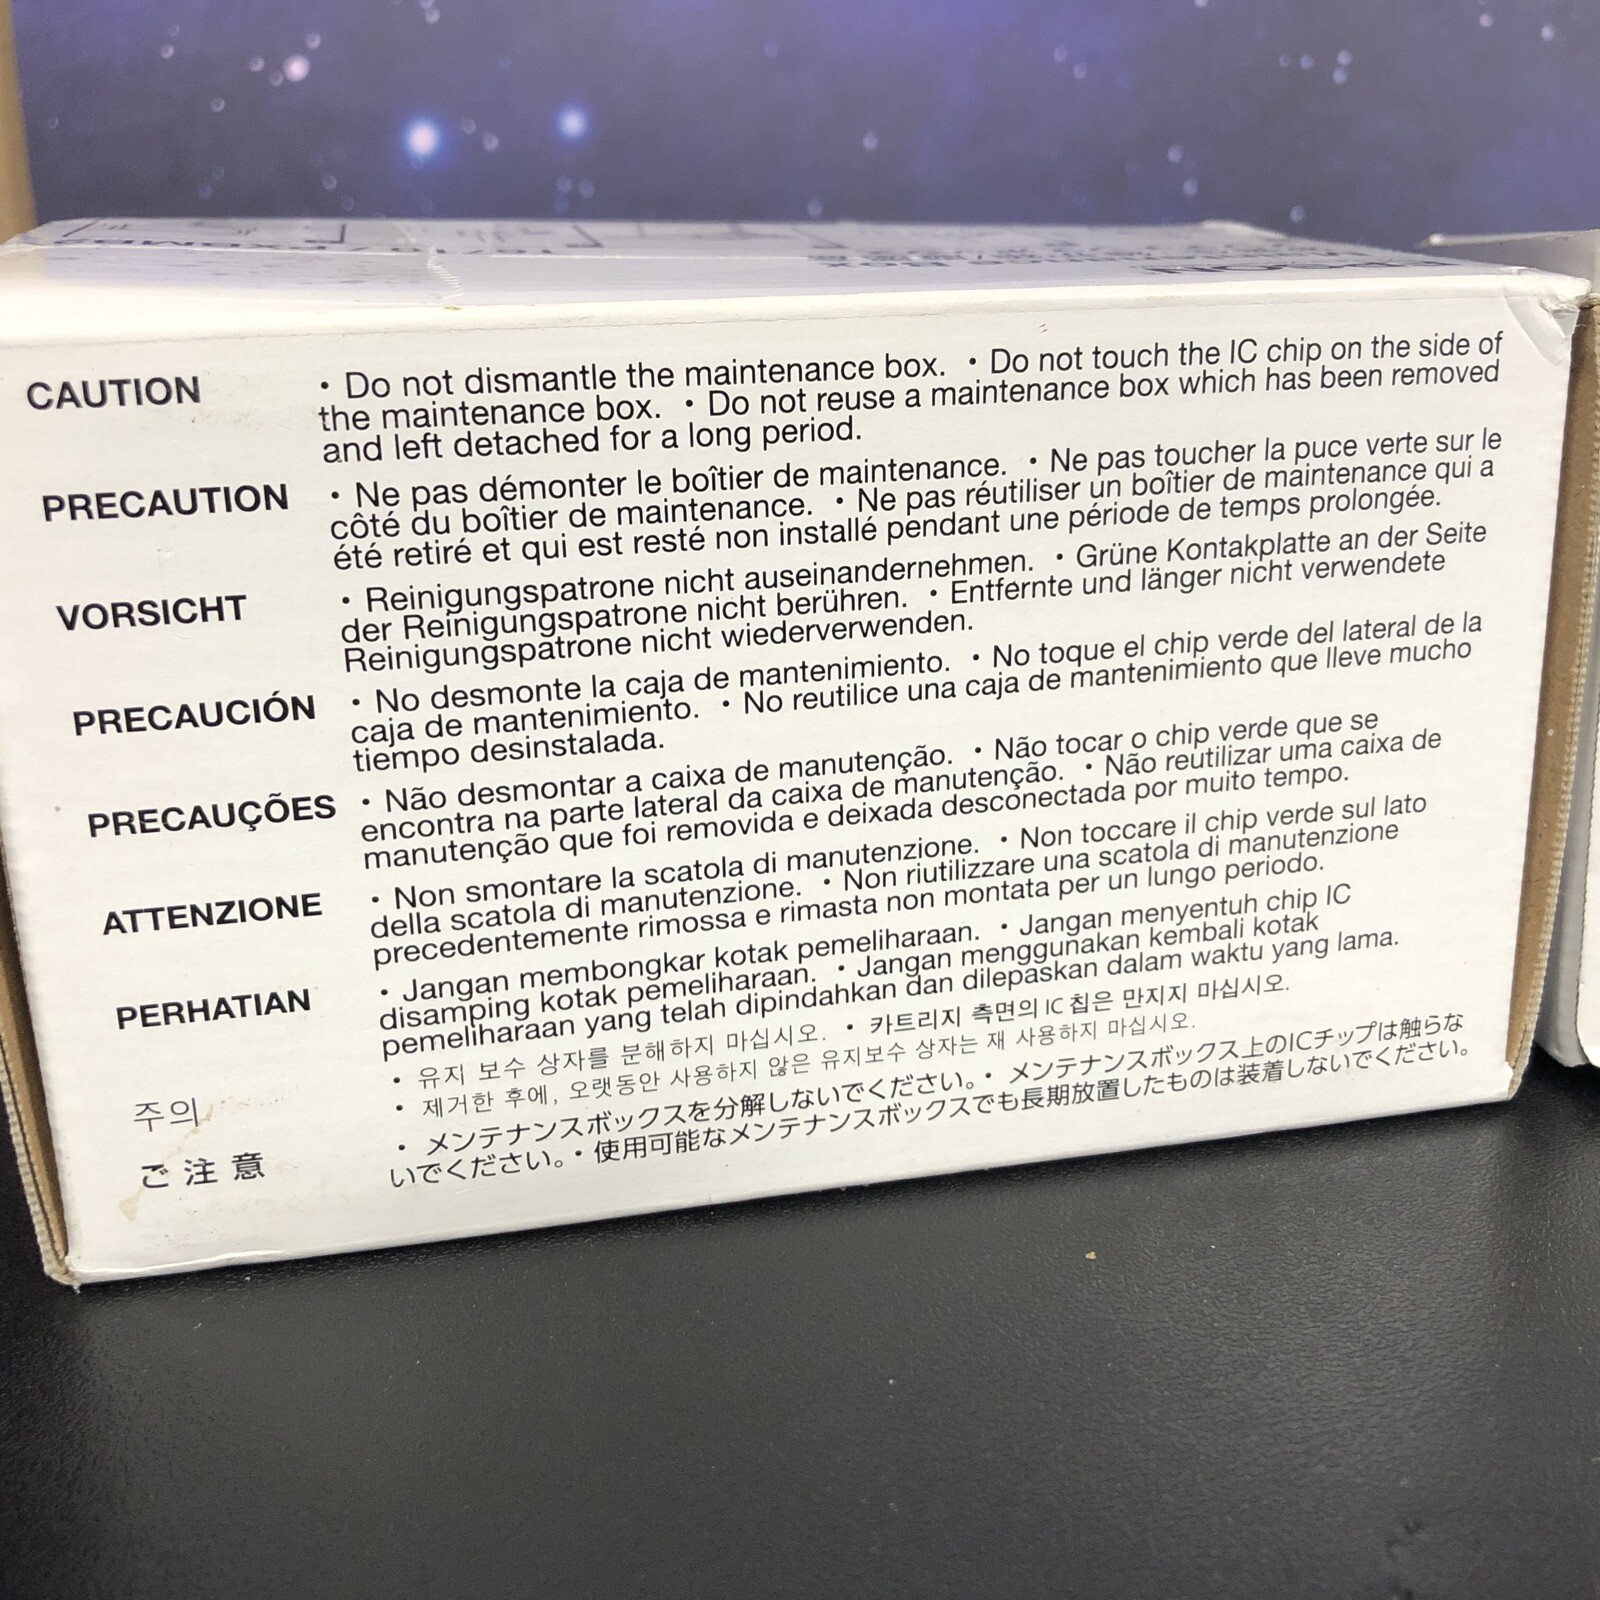 CAUTION
• Do not dismantle the maintenance box. • Do not touch the IC chip on the side of
the maintenance box. • Do not reuse a maintenance box which has been removed
and left detached for a long period.
PRECAUTION
• Ne pas démonter le boîtier de maintenance. • Ne pas toucher la puce verte sur le
côté du boîtier de maintenance. • Ne pas réutiliser un boîtier de maintenance qui a
été retiré et qui est resté non installé pendant une période de temps prolongée.
VORSICHT
• Reinigungspatrone nicht auseinandernehmen. • Grüne Kontakplatte an der Seite
der Reinigungspatrone nicht berühren. • Entfernte und länger nicht verwendete
Reinigungspatrone nicht wiederverwenden.
PRECAUCIÓN
• No desmonte la caja de mantenimiento. • No toque el chip verde del lateral de la
caja de mantenimiento. • No reutilice una caja de mantenimiento que lleve mucho
tiempo desinstalada.
PRECAUÇÕES
• Não desmontar a caixa de manutenção. • Não tocar o chip verde que se
encontra na parte lateral da caixa de manutenção. • Não reutilizar uma caixa de
manutenção que foi removida e deixada desconectada por muito tempo.
ATTENZIONE
• Non smontare la scatola di manutenzione. • Non toccare il chip verde sul lato
della scatola di manutenzione. • Non riutilizzare una scatola di manutenzione
precedentemente rimossa e rimasta non montata per un lungo periodo.
PERHATIAN
• Jangan membongkar kotak pemeliharaan. • Jangan menyentuh chip IC
disamping kotak pemeliharaan. • Jangan menggunakan kembali kotak
pemeliharaan yang telah dipindahkan dan dilepaskan dalam waktu yang lama.
주의
• 유지 보수 상자를 분해하지 마십시오. • 카트리지 측면의 IC 칩은 만지지 마십시오.
• 제거한 후에, 오랫동안 사용하지 않은 유지보수 상자는 재 사용하지 마십시오.
ご注意
• メンテナンスボックスを分解しないでください。• メンテナンスボックス上のICチップは触らな
いでください。• 使用可能なメンテナンスボックスでも長期放置したものは装着しないでください。